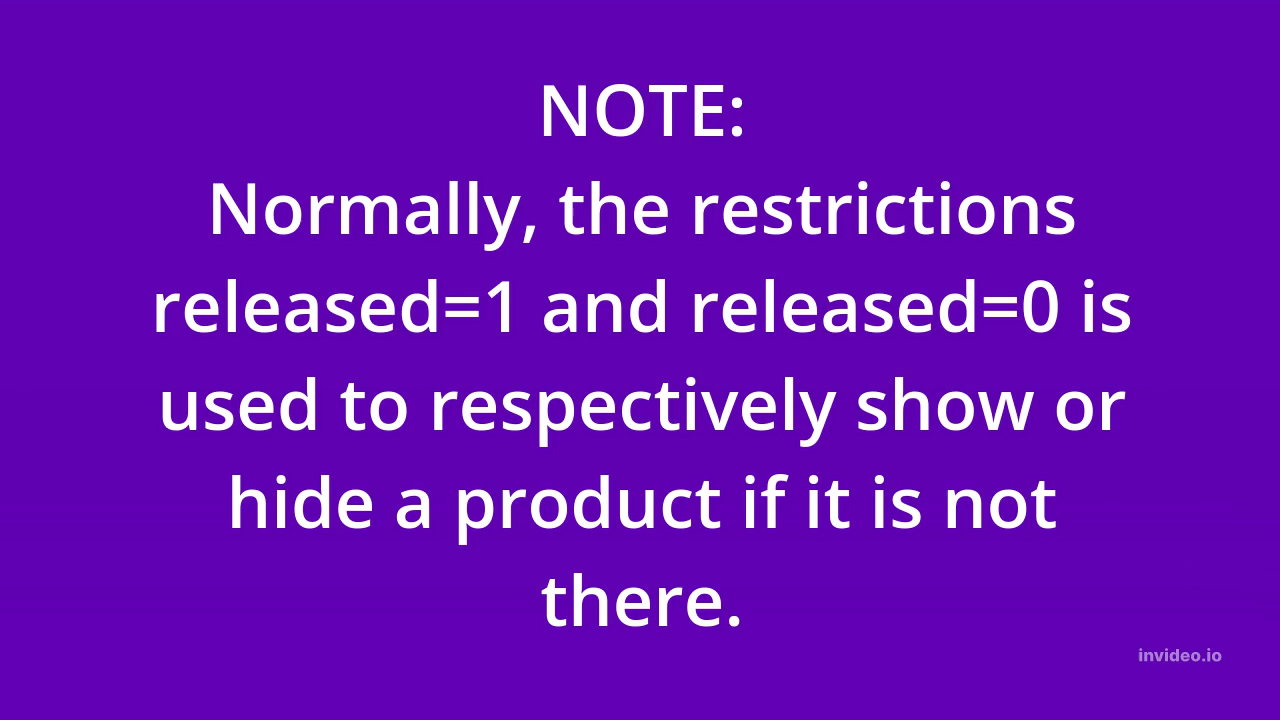 NOTE:
Normally, the restrictions
released=1 and released=0 is
used to respectively show or
hide a product if it is not
there.
invideo.io